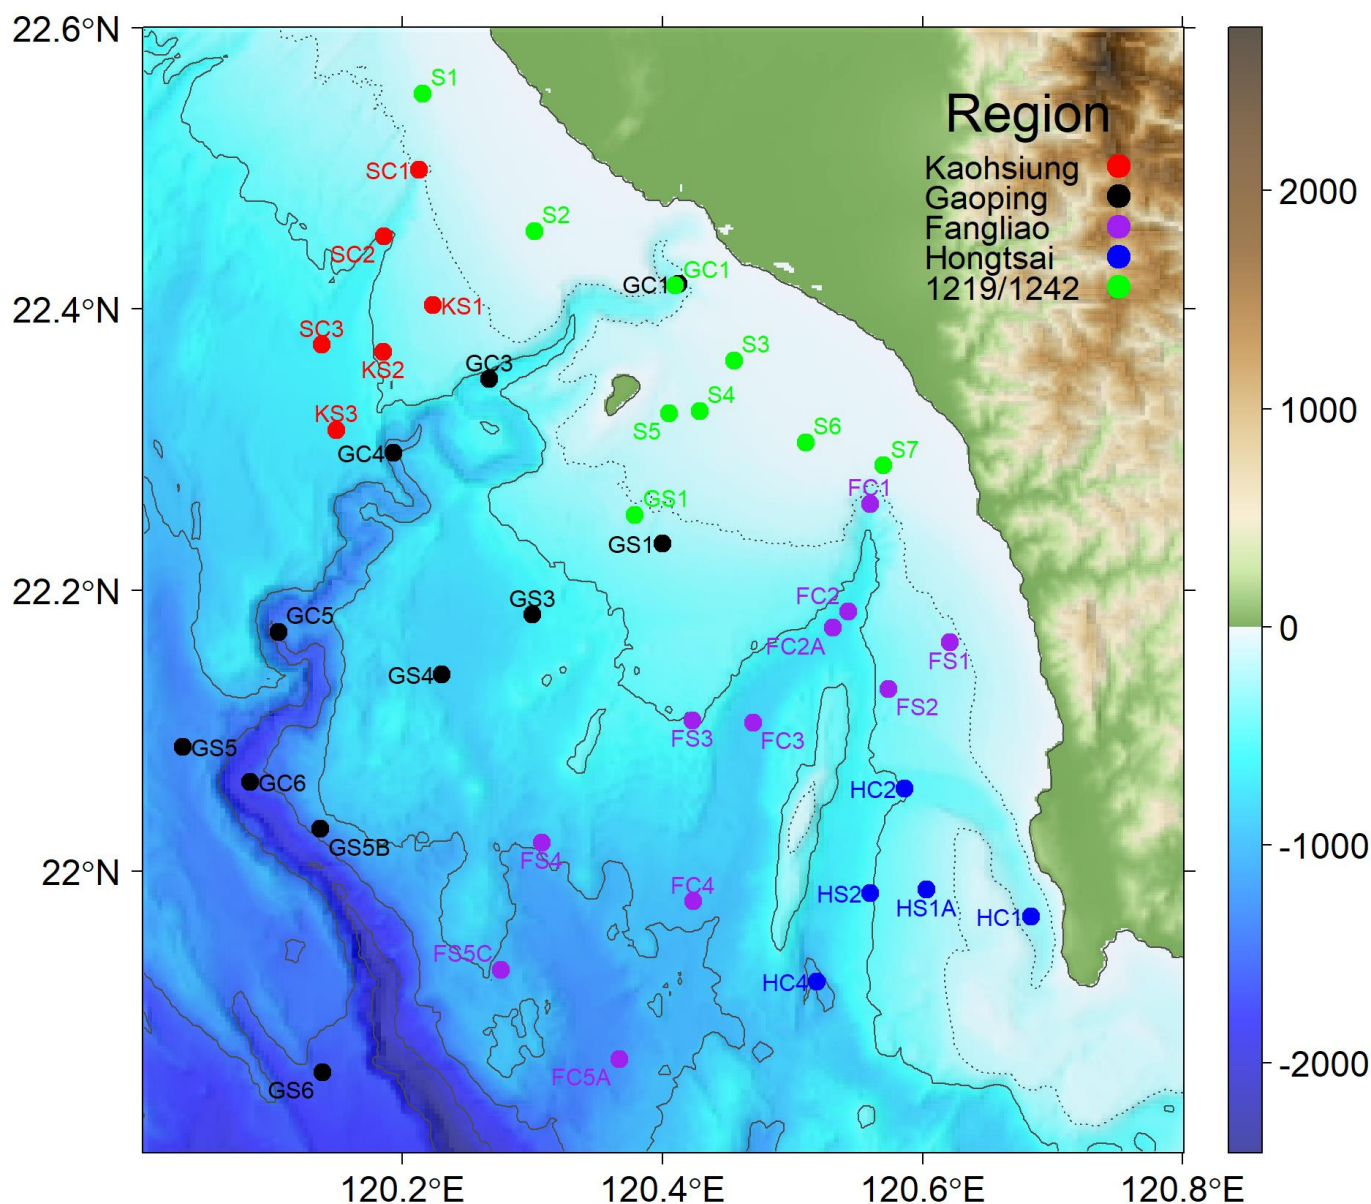 22.6°N
22.4°N
22.2°N
22°N
120.2°E
120.4°E
120.6°E
120.8°E
Region
Kaohsiung
Gaoping
Fangliao
Hongtsai
1219/1242
2000
1000
0
-1000
-2000
S1
SC1
S2
SC2
GC1
GC1
KS1
SC3
KS2
GC3
S3
S4
S5
KS3
GC4
S6
S7
FC1
GS1
GS1
FC2
GS3
GC5
FC2A
FS1
GS4
FS2
FS3
FC3
GS5
GC6
HC2
GS5B
FS4
FC4
HS2
HS1A
HC1
FS5C
HC4
FC5A
GS6